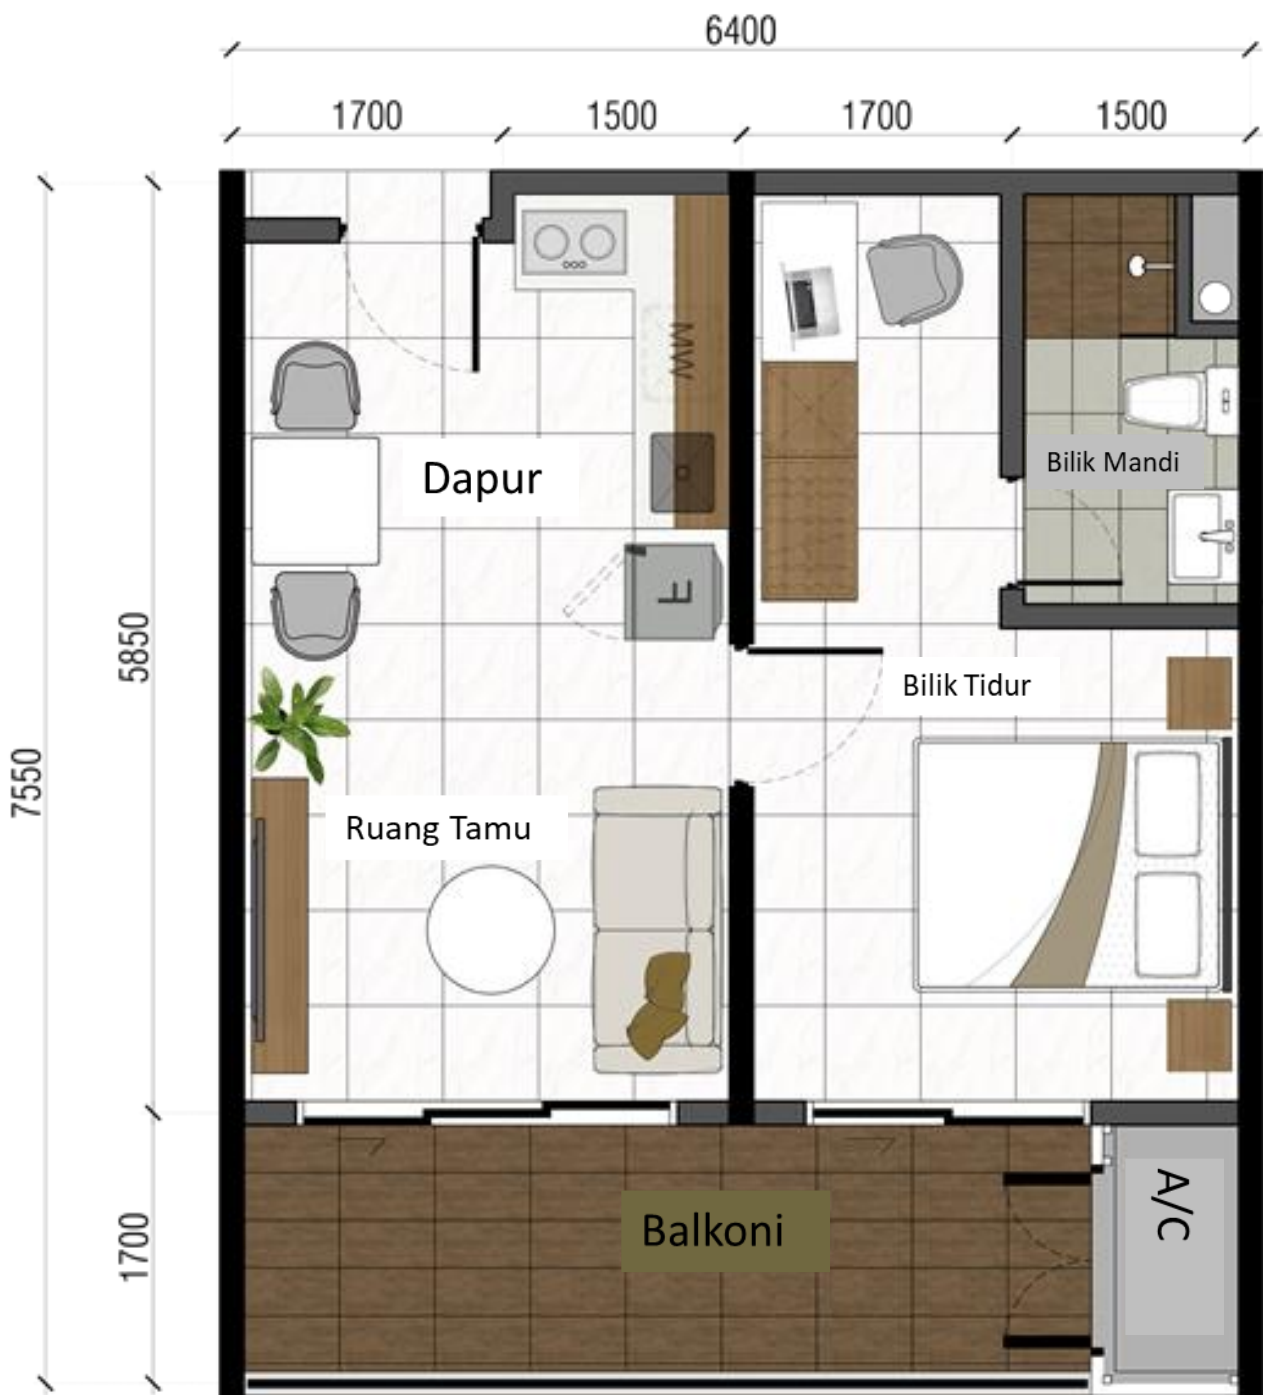 6400
1700
1500
1700
1500
MW
Dapur
Bilik Mandi
F
5850
Bilik Tidur
7550
Ruang Tamu
A/C
Balkoni
1700